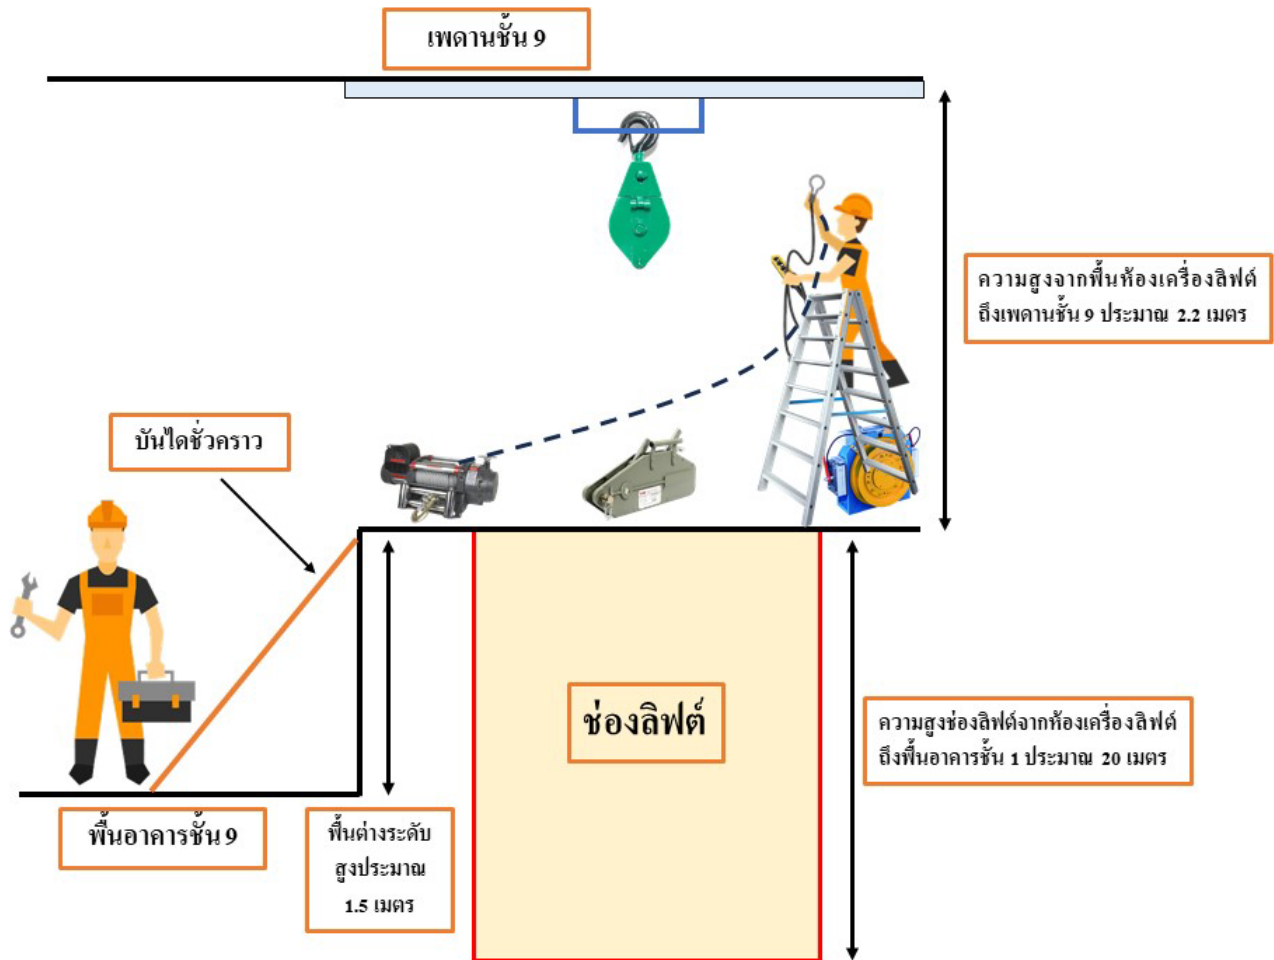 เพดานชั้น 9
ความสูงจากพื้นห้องเครื่องลิฟต์
ถึงเพดานชั้น 9 ประมาณ 2.2 เมตร
บันไดชั่วคราว
ช่องลิฟต์
ความสูงช่องลิฟต์จากห้องเครื่องลิฟต์
ถึงพื้นอาคารชั้น 1 ประมาณ 20 เมตร
พื้นอาคารชั้น 9
พื้นต่างระดับ
สูงประมาณ
1.5 เมตร